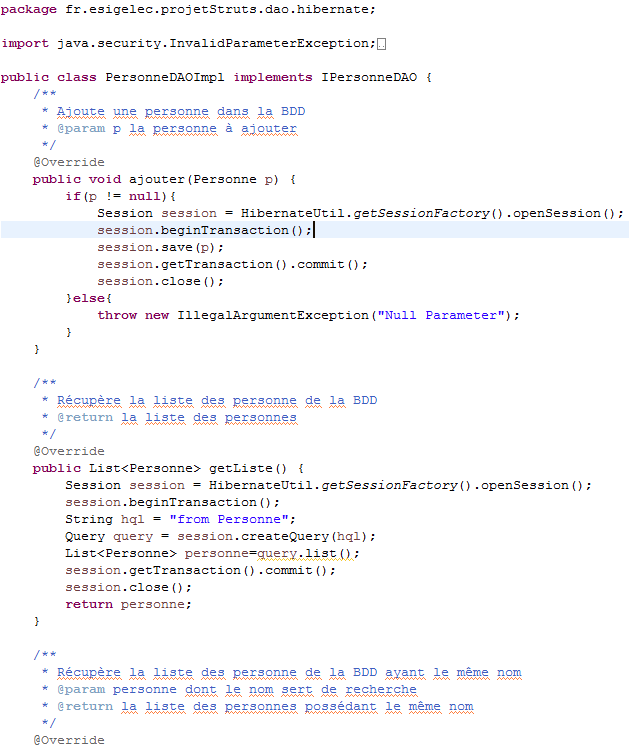 package fr.esigelec.projetStruts.dao.hibernate;

import java.security.InvalidParameterException;

public class PersonneDAOImpl implements IPersonneDAO {
    /**
     * Ajoute une personne dans la BDD
     * @param p la personne à ajouter
     */
    @Override
    public void ajouter(Personne p) {
        if(p != null){
            Session session = HibernateUtil.getSessionFactory().openSession();
            session.beginTransaction();
            session.save(p);
            session.getTransaction().commit();
            session.close();
        }else{
            throw new IllegalArgumentException("Null Parameter");
        }
    }

    /**
     * Récupère la liste des personne de la BDD
     * @return la liste des personnes
     */
    @Override
    public List<Personne> getListe() {
        Session session = HibernateUtil.getSessionFactory().openSession();
        session.beginTransaction();
        String hql = "from Personne";
        Query query = session.createQuery(hql);
        List<Personne> personne=query.list();
        session.getTransaction().commit();
        session.close();
        return personne;
    }

    /**
     * Récupère la liste des personne de la BDD ayant le même nom
     * @param personne dont le nom sert de recherche
     * @return la liste des personnes possédant le même nom
     */
    @Override